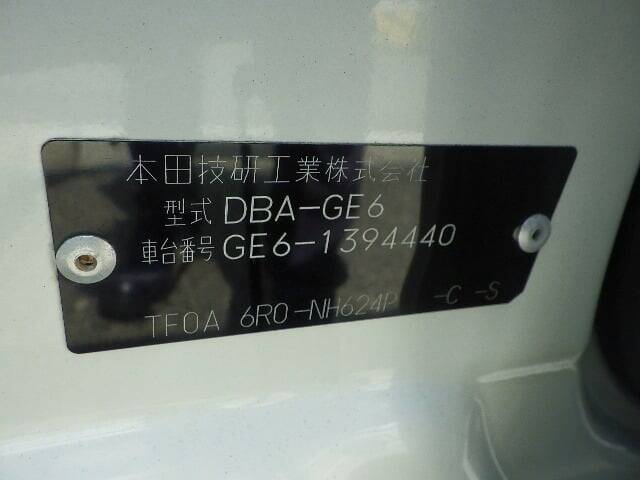 本田技研工業株式会社
型式 DBA-GE6
車台番号 GE6-1394440
TF0A 6R0-NH624P -C -S